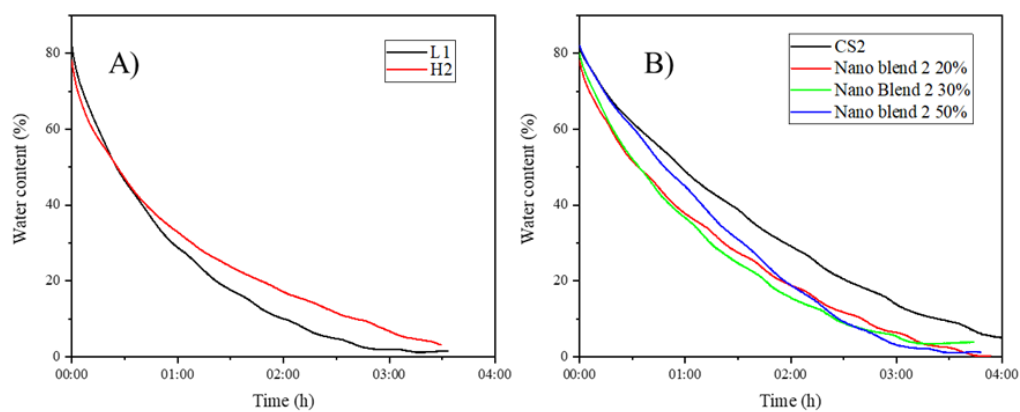 A)
L1
H2
Water content (%)
80
60
40
20
0
00:00
01:00
02:00
03:00
04:00
Time (h)
B)
CS2
Nano blend 2 20%
Nano Blend 2 30%
Nano blend 2 50%
Water content (%)
80
60
40
20
0
00:00
01:00
02:00
03:00
04:00
Time (h)